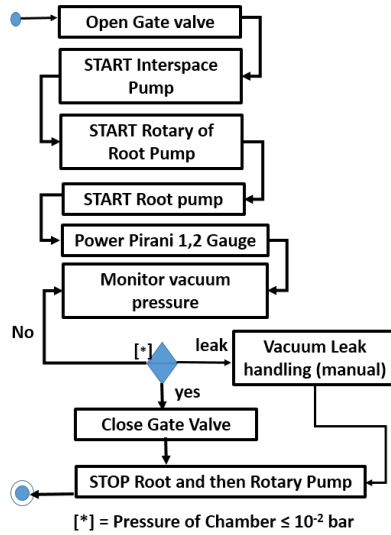 Open Gate valve
START Interspace
Pump
START Rotary of
Root Pump
START Root pump
Power Pirani 1,2 Gauge
Monitor vacuum
pressure
No
[*]
leak
Vacuum Leak
handling (manual)
yes
Close Gate Valve
STOP Root and then Rotary Pump
[*] = Pressure of Chamber ≤ 10⁻² bar